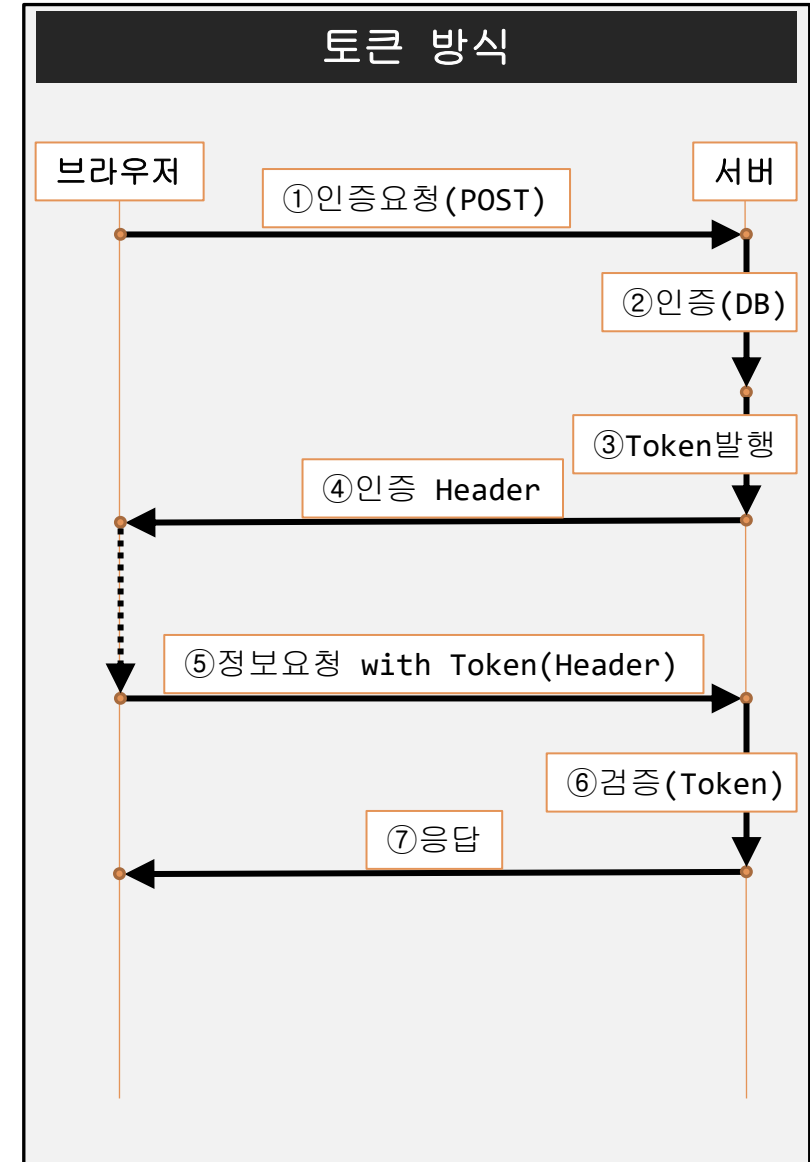 토큰 방식
브라우저
서버
①인증요청(POST)
②인증(DB)
③Token발행
④인증 Header
⑤정보요청 with Token(Header)
⑥검증(Token)
⑦응답